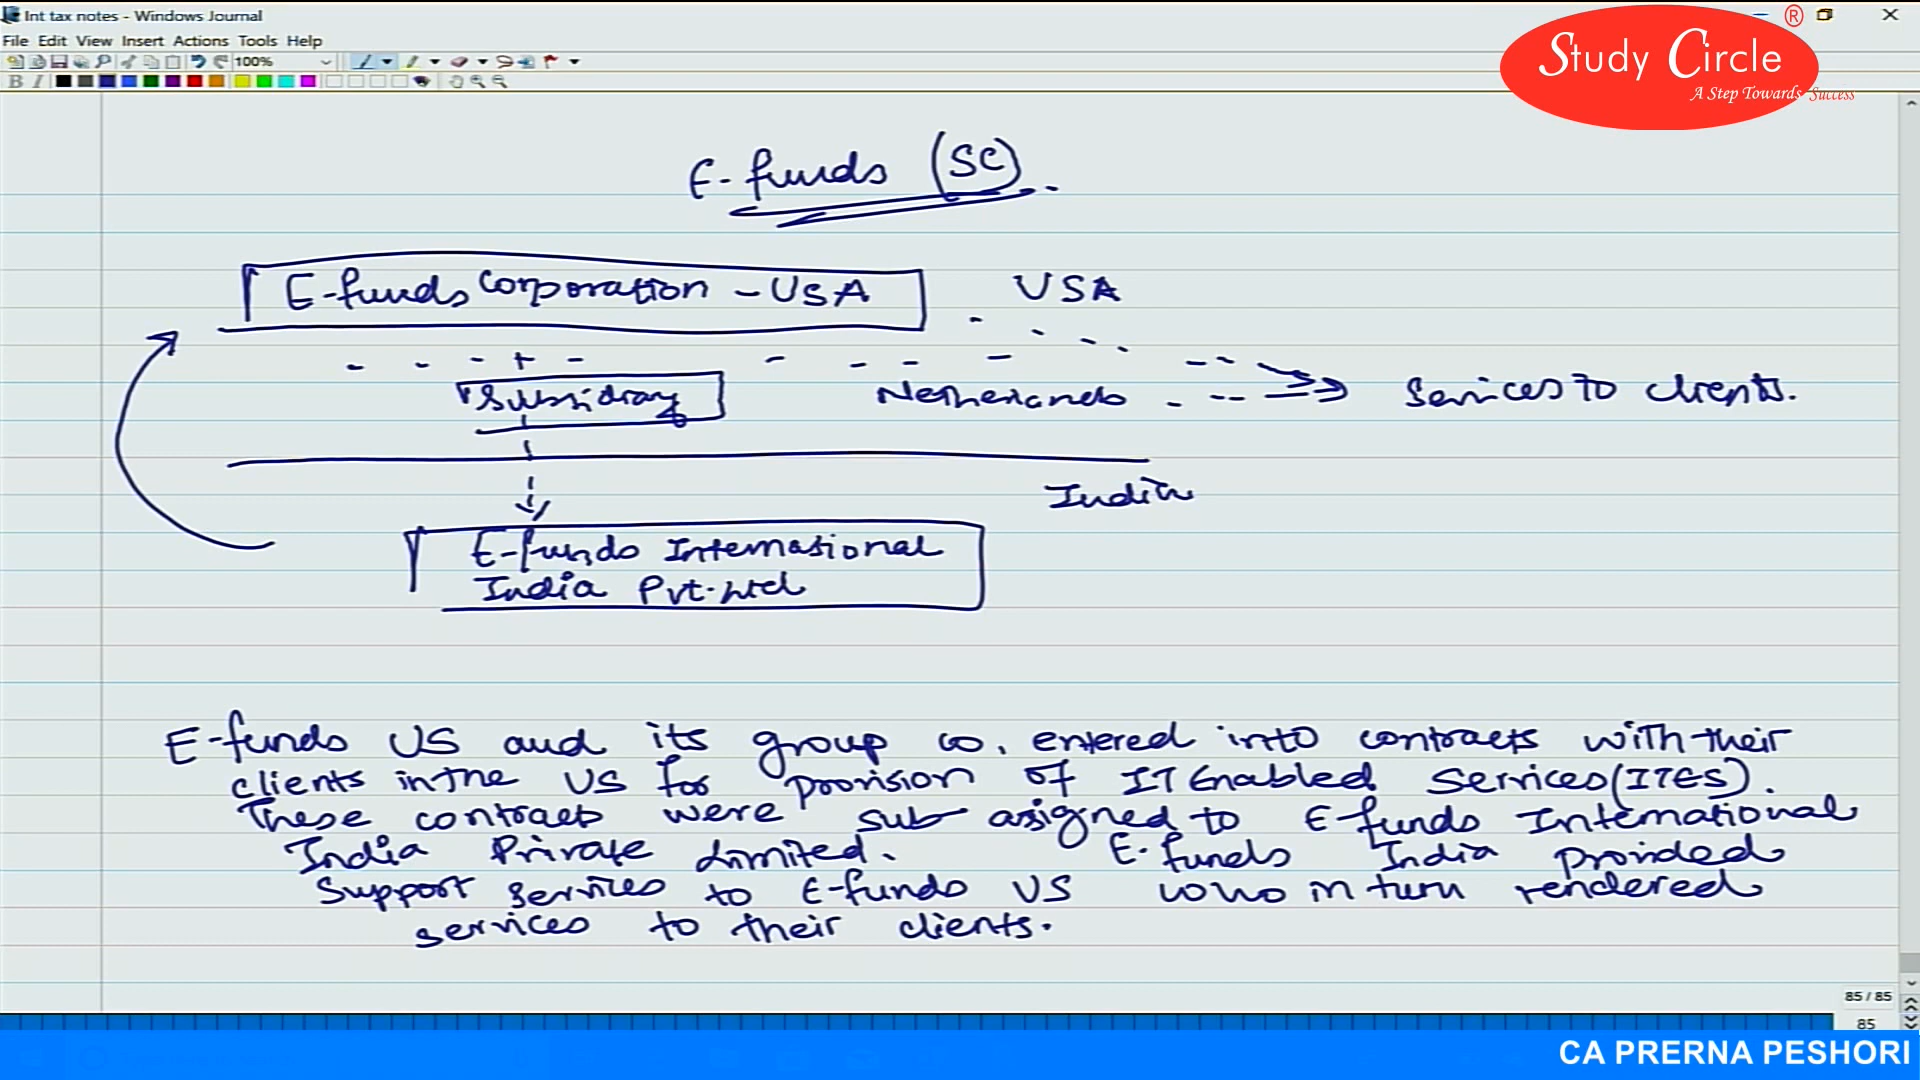 Int tax notes - Windows Journal
File Edit View Insert Actions Tools Help
100%
B I
Study Circle ®
A Step Towards Success
E-funds (SC)
E-funds Corporation - USA USA
Subsidiary Netherlands Services to clients.
India
E-funds International
India Pvt. Ltd
E-funds US and its group co. entered into contracts with their
clients in the US for provision of IT Enabled Services (ITES).
These contracts were sub assigned to E-funds International
India Private Limited. E-funds India provided
support services to E-funds US who in turn rendered
services to their clients.
85 / 85
85
CA PRERNA PESHORI